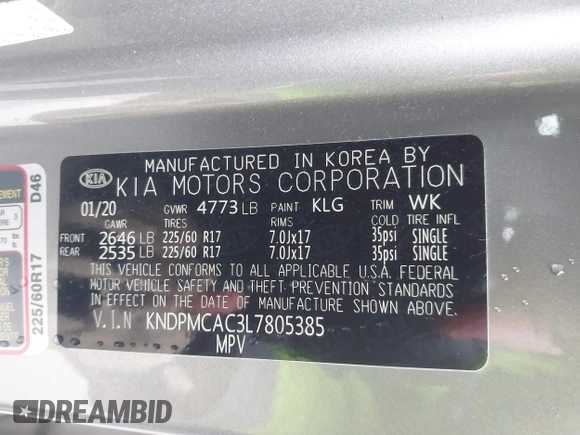 MANUFACTURED IN KOREA BY
KIA KIA MOTORS CORPORATION
01/20 GVWR 4773 LB PAINT KLG TRIM WK
GAWR TIRES RIMS COLD TIRE INFL
FRONT 2646 LB 225/60 R17 7.0Jx17 35psi SINGLE
REAR 2535 LB 225/60 R17 7.0Jx17 35psi SINGLE
THIS VEHICLE CONFORMS TO ALL APPLICABLE U.S.A. FEDERAL
MOTOR VEHICLE SAFETY AND THEFT PREVENTION STANDARDS
IN EFFECT ON THE DATE OF MANUFACTURE SHOWN ABOVE.
V.I.N KNDPMCAC3L7805385
MPV
225/60R17 D46
DREAMBID